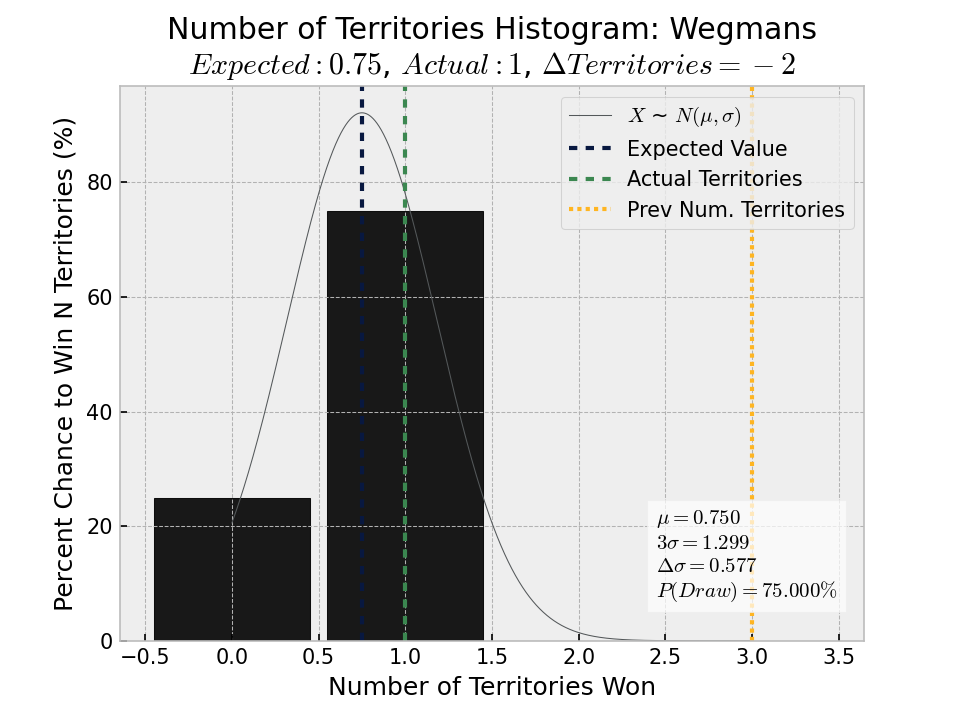 Number of Territories Histogram: Wegmans
Expected : 0.75, Actual : 1, ΔTerritories = −2
Percent Chance to Win N Territories (%)
80
60
40
20
0
X ~ N(μ, σ)
Expected Value
Actual Territories
Prev Num. Territories
μ = 0.750
3σ = 1.299
Δσ = 0.577
P(Draw) = 75.000%
−0.5 0.0 0.5 1.0 1.5 2.0 2.5 3.0 3.5
Number of Territories Won